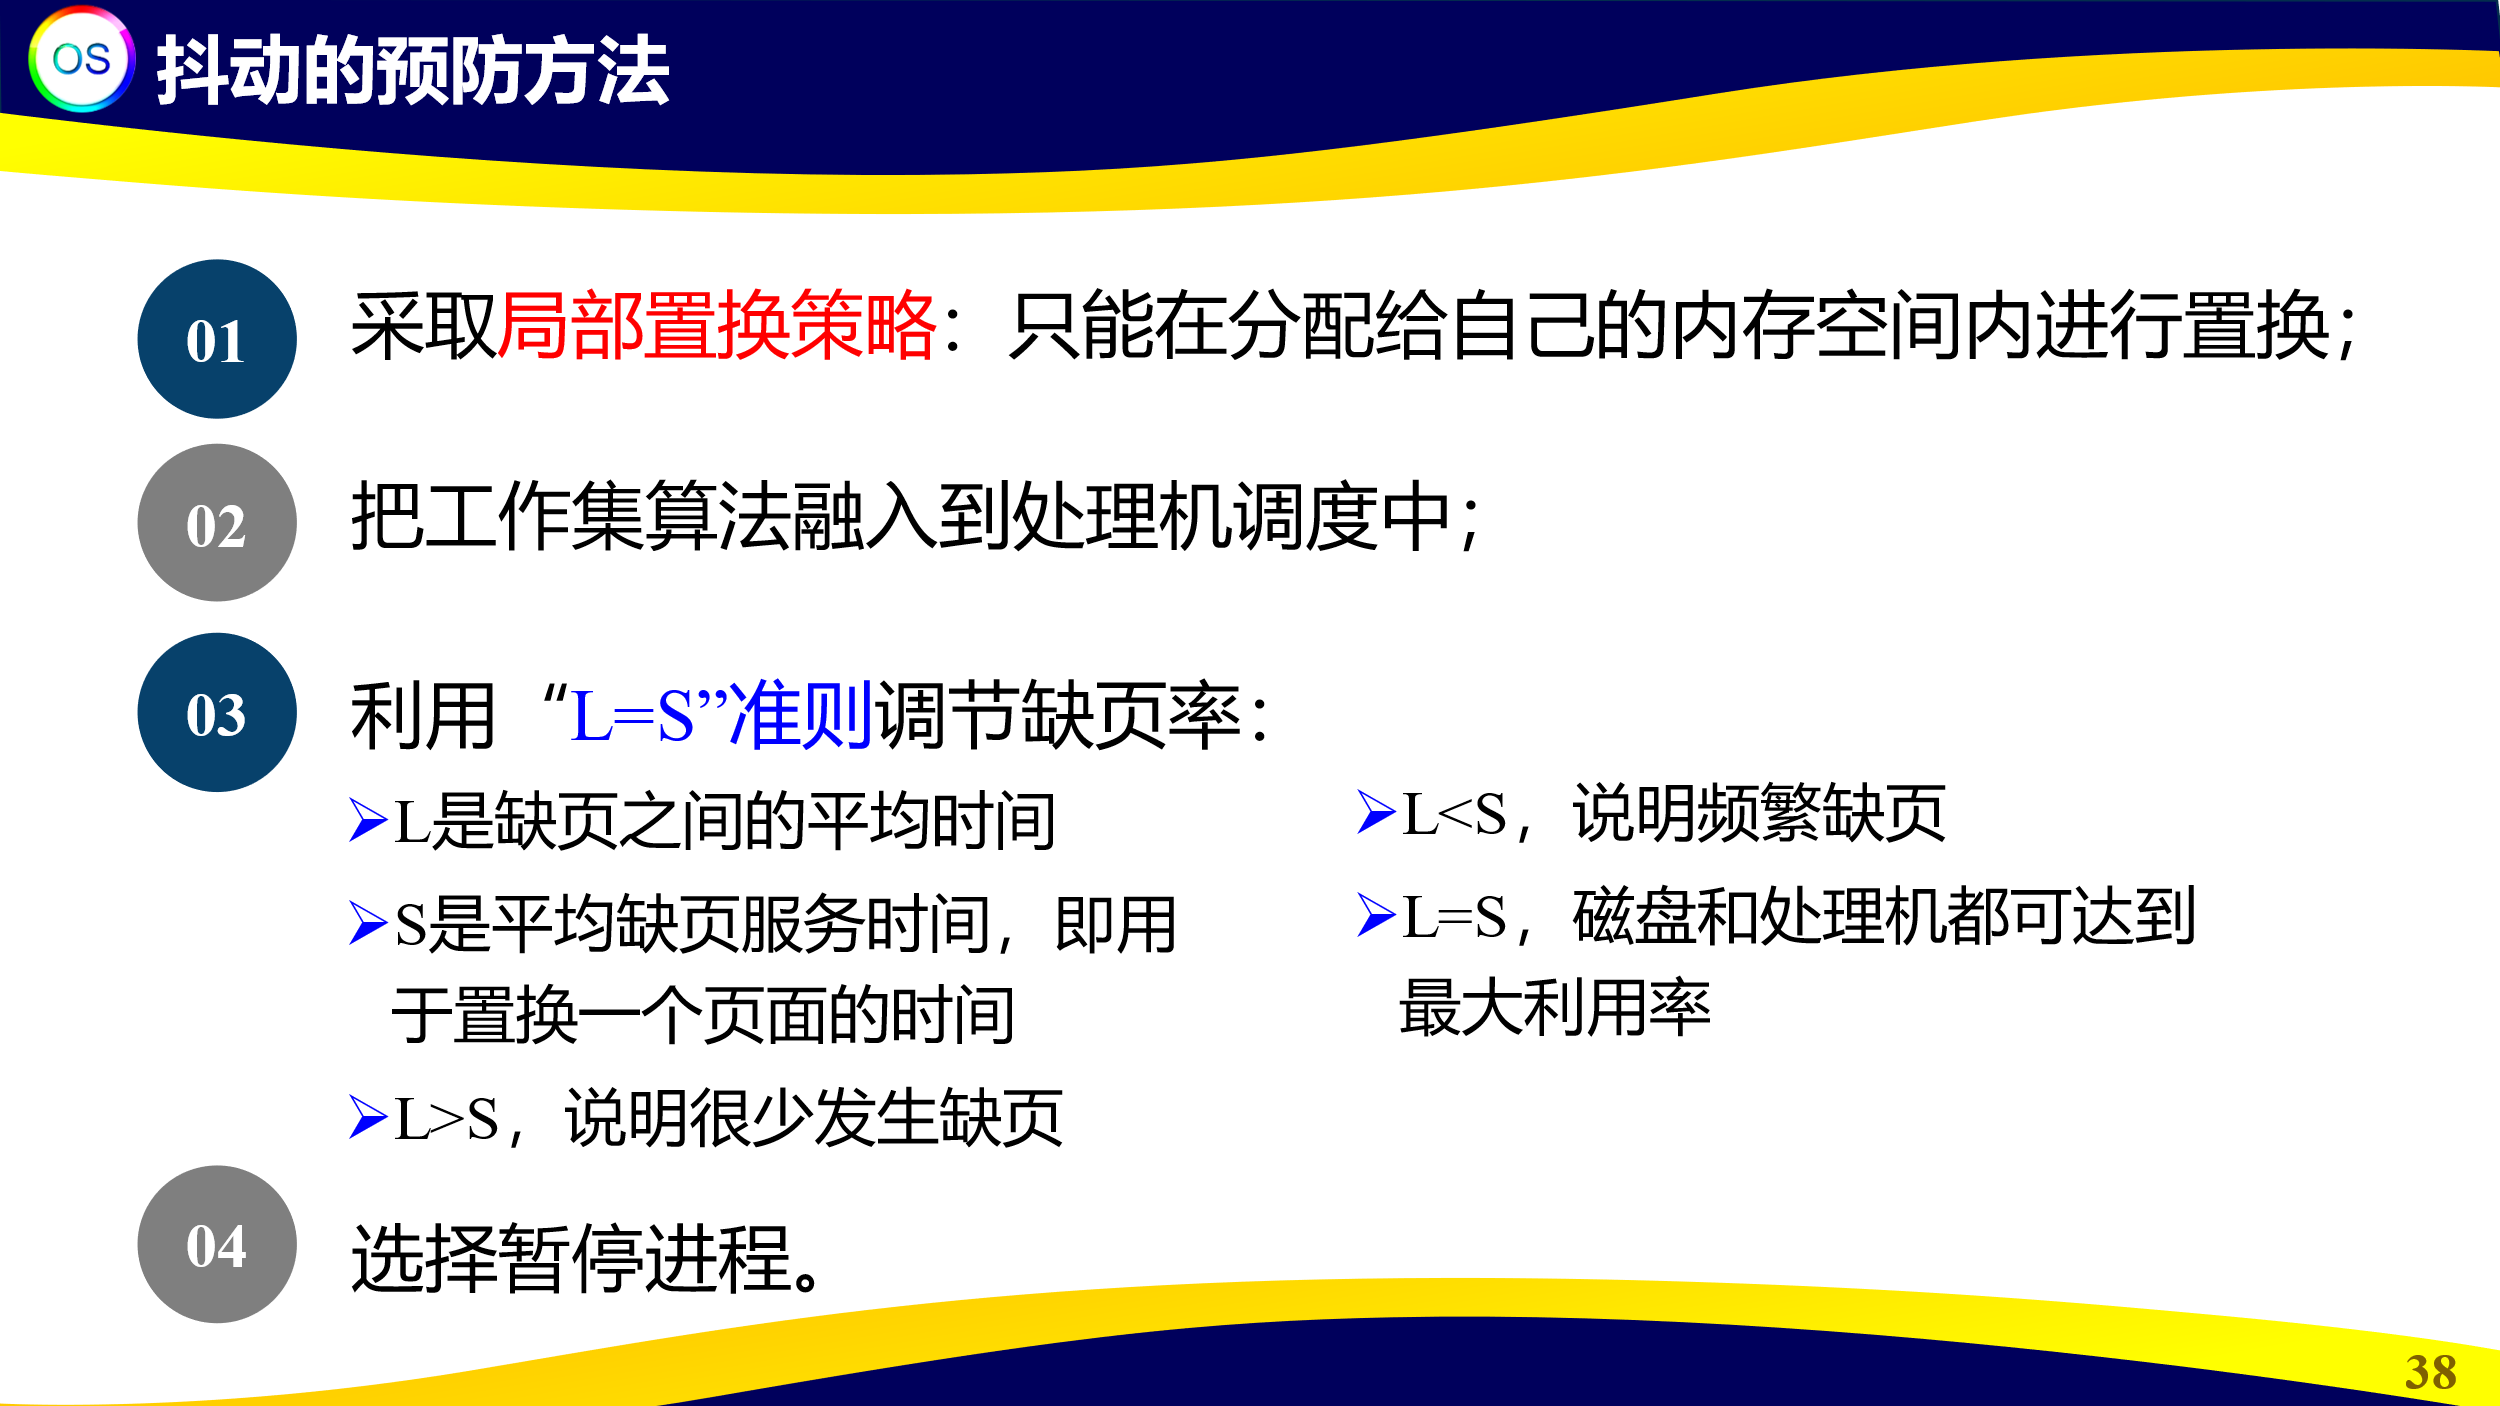 OS
抖动的预防方法
01
采取局部置换策略：只能在分配给自己的内存空间内进行置换；
02
把工作集算法融入到处理机调度中；
03
利用“L=S”准则调节缺页率：
L是缺页之间的平均时间
S是平均缺页服务时间，即用
于置换一个页面的时间
L>S，说明很少发生缺页
L<S，说明频繁缺页
L=S，磁盘和处理机都可达到
最大利用率
04
选择暂停进程。
38